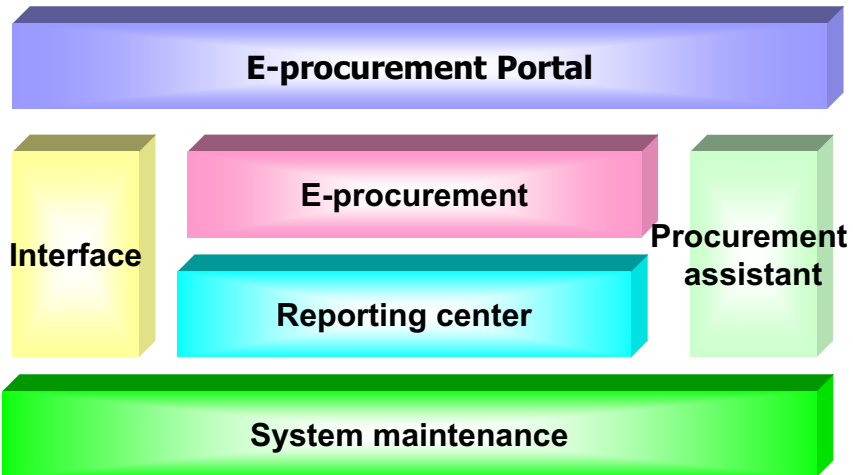 E-procurement Portal
E-procurement
Interface
Procurement
assistant
Reporting center
System maintenance